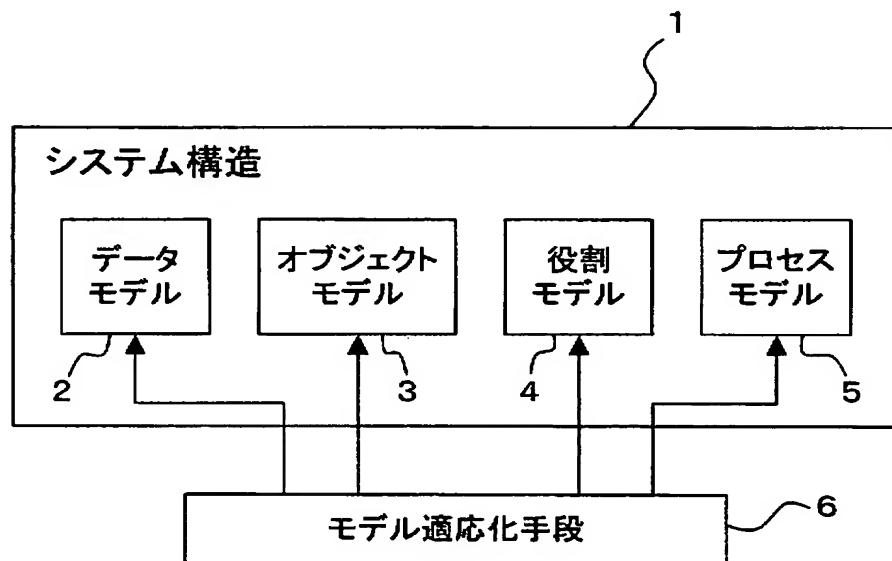 1
システム構造
データ
モデル
オブジェクト
モデル
役割
モデル
プロセス
モデル
2
3
4
5
モデル適応化手段
6